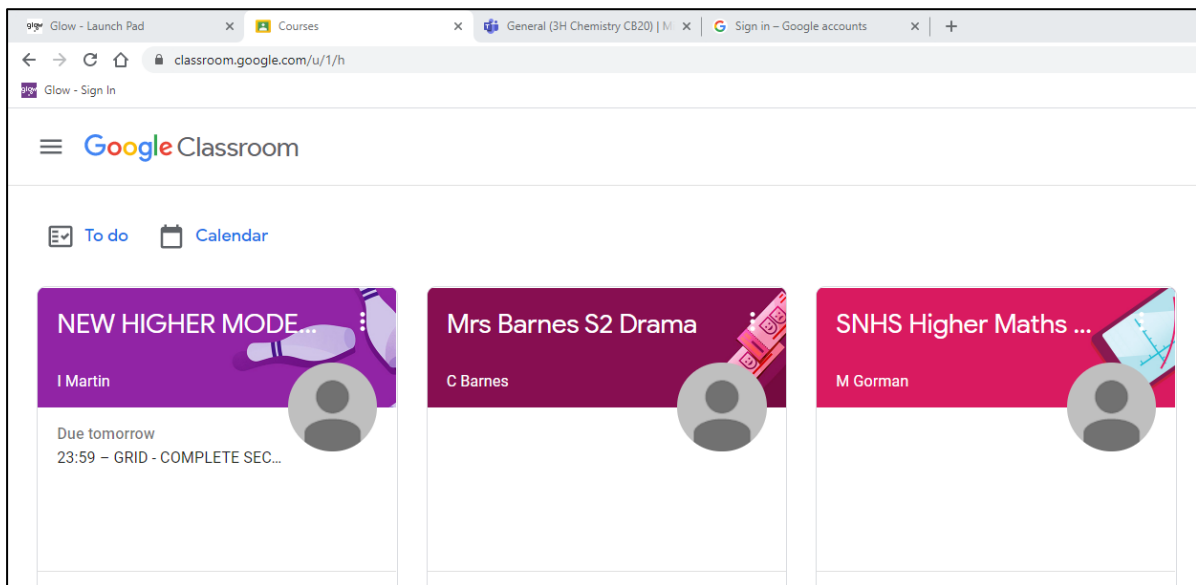 glow Glow - Launch Pad Courses General (3H Chemistry CB20) | M Sign in – Google accounts
classroom.google.com/u/1/h
glow Glow - Sign In
Google Classroom
To do Calendar
NEW HIGHER MODE... Mrs Barnes S2 Drama SNHS Higher Maths ...
I Martin C Barnes M Gorman
Due tomorrow
23:59 – GRID - COMPLETE SEC...